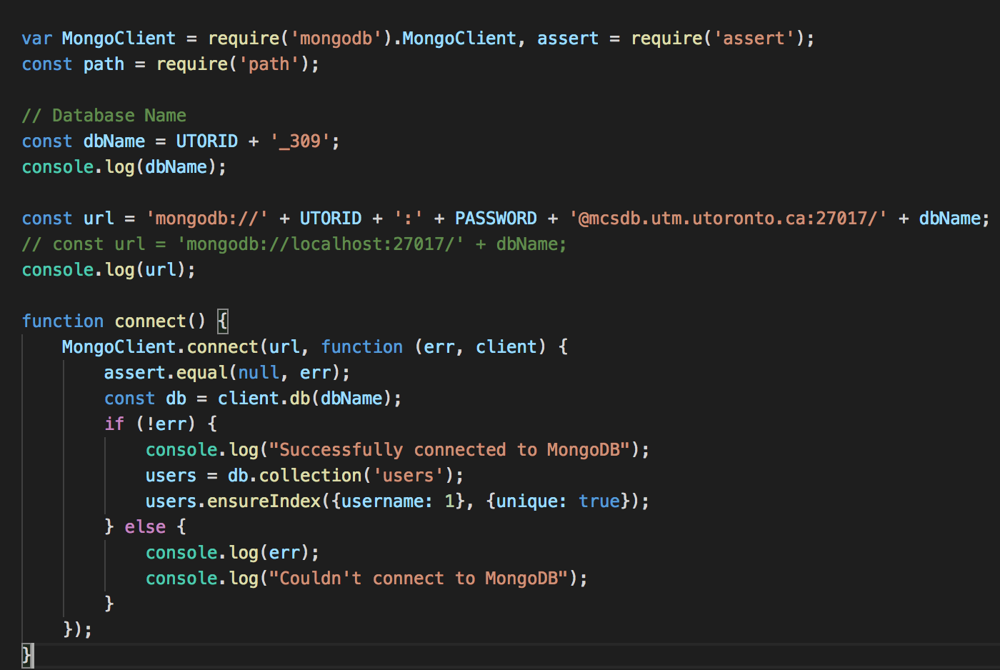 var MongoClient = require('mongodb').MongoClient, assert = require('assert');
const path = require('path');
// Database Name
const dbName = UTORID + '_309';
console.log(dbName);
const url = 'mongodb://' + UTORID + ':' + PASSWORD + '@mcsdb.utm.utoronto.ca:27017/' + dbName;
// const url = 'mongodb://localhost:27017/' + dbName;
console.log(url);
function connect() {
    MongoClient.connect(url, function (err, client) {
        assert.equal(null, err);
        const db = client.db(dbName);
        if (!err) {
            console.log("Successfully connected to MongoDB");
            users = db.collection('users');
            users.ensureIndex({username: 1}, {unique: true});
        } else {
            console.log(err);
            console.log("Couldn't connect to MongoDB");
        }
    });
}